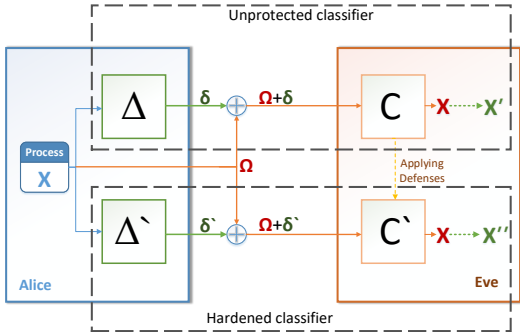 Unprotected classifier
Δ
δ
Ω+δ
C
X
X′
Process
X
Ω
Applying
Defenses
Δ`
δ`
Ω+δ`
C`
X
X′′
Alice
Eve
Hardened classifier